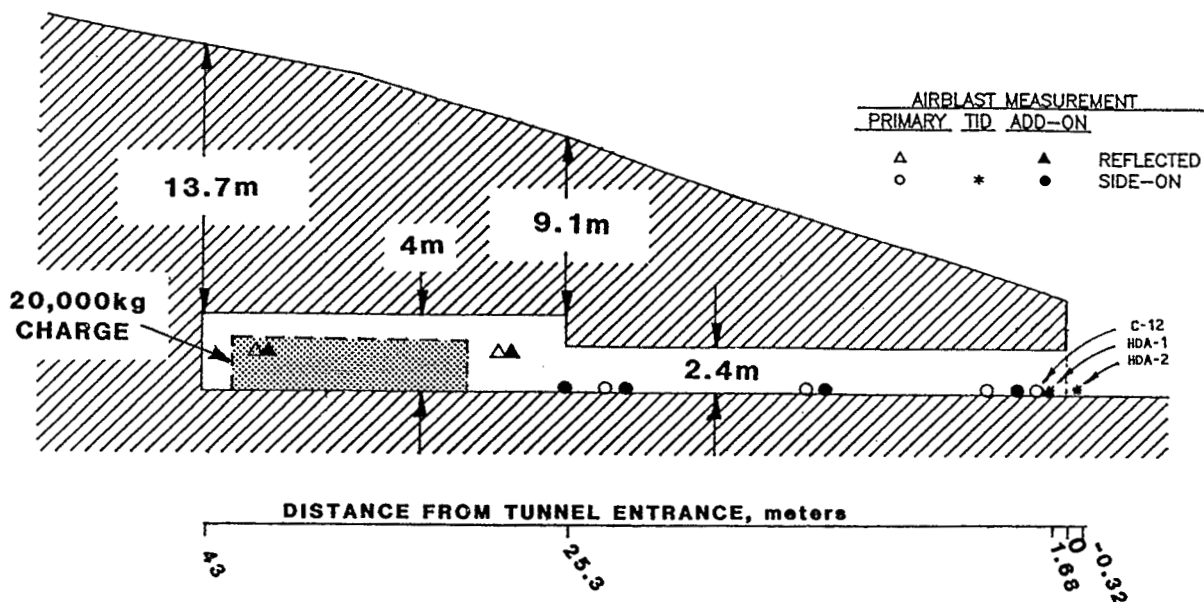 AIRBLAST MEASUREMENT
PRIMARY TID ADD-ON
REFLECTED
* SIDE-ON
13.7m
9.1m
4m
20,000kg
CHARGE
2.4m
C-12
HDA-1
HDA-2
DISTANCE FROM TUNNEL ENTRANCE, meters
43
25.3
1.68
0
-0.32